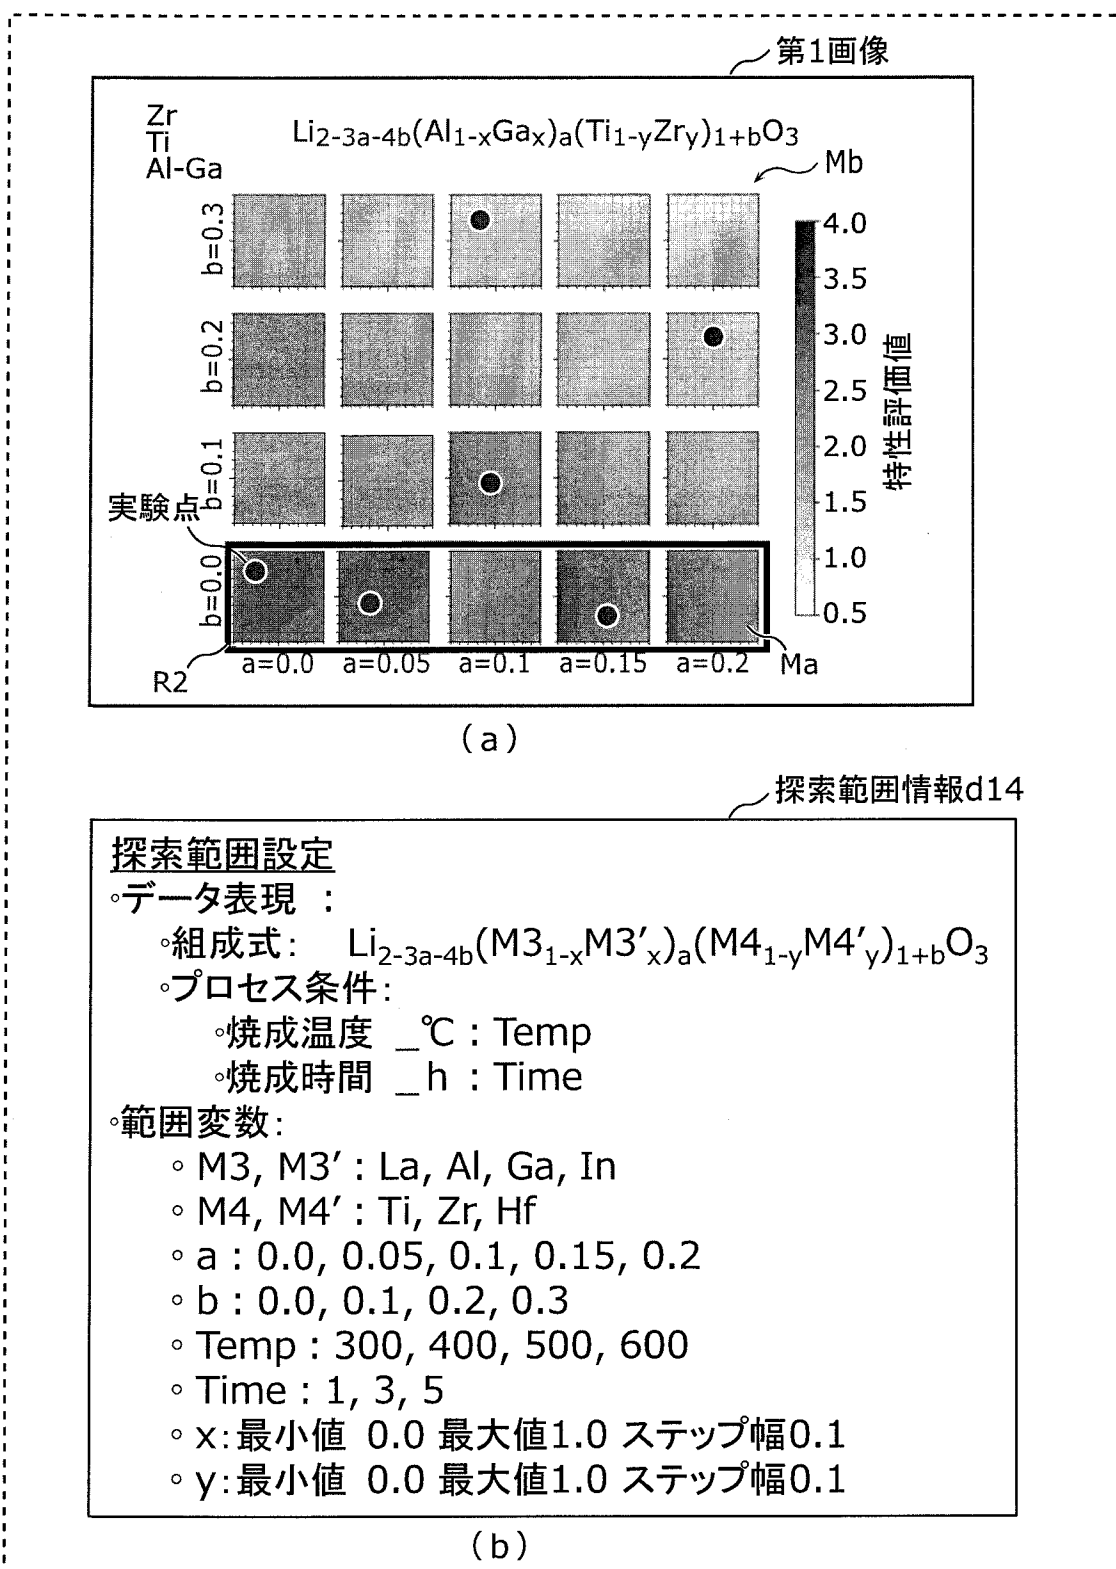 第1画像
Zr
Ti
Al-Ga
Li2-3a-4b(Al1-xGax)a(Ti1-yZry)1+bO3
Mb
b=0.3
b=0.2
b=0.1
b=0.0
実験点
R2
a=0.0 a=0.05 a=0.1 a=0.15 a=0.2
Ma
4.0
3.5
3.0
2.5
2.0
1.5
1.0
0.5
特性評価値
(a)
探索範囲情報d14
探索範囲設定
◦データ表現 :
◦組成式: Li2-3a-4b(M31-xM3′x)a(M41-yM4′y)1+bO3
◦プロセス条件:
◦焼成温度 _℃ : Temp
◦焼成時間 _h : Time
◦範囲変数:
◦ M3, M3′ : La, Al, Ga, In
◦ M4, M4′ : Ti, Zr, Hf
◦ a : 0.0, 0.05, 0.1, 0.15, 0.2
◦ b : 0.0, 0.1, 0.2, 0.3
◦ Temp : 300, 400, 500, 600
◦ Time : 1, 3, 5
◦ x:最小値 0.0 最大値1.0 ステップ幅0.1
◦ y:最小値 0.0 最大値1.0 ステップ幅0.1
(b)